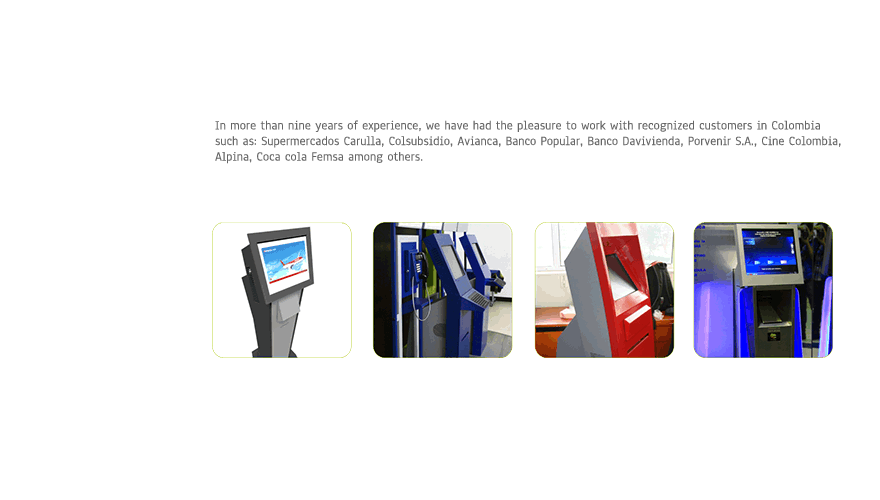 In more than nine years of experience, we have had the pleasure to work with recognized customers in Colombia
such as: Supermercados Carulla, Colsubsidio, Avianca, Banco Popular, Banco Davivienda, Porvenir S.A., Cine Colombia,
Alpina, Coca cola Femsa among others.